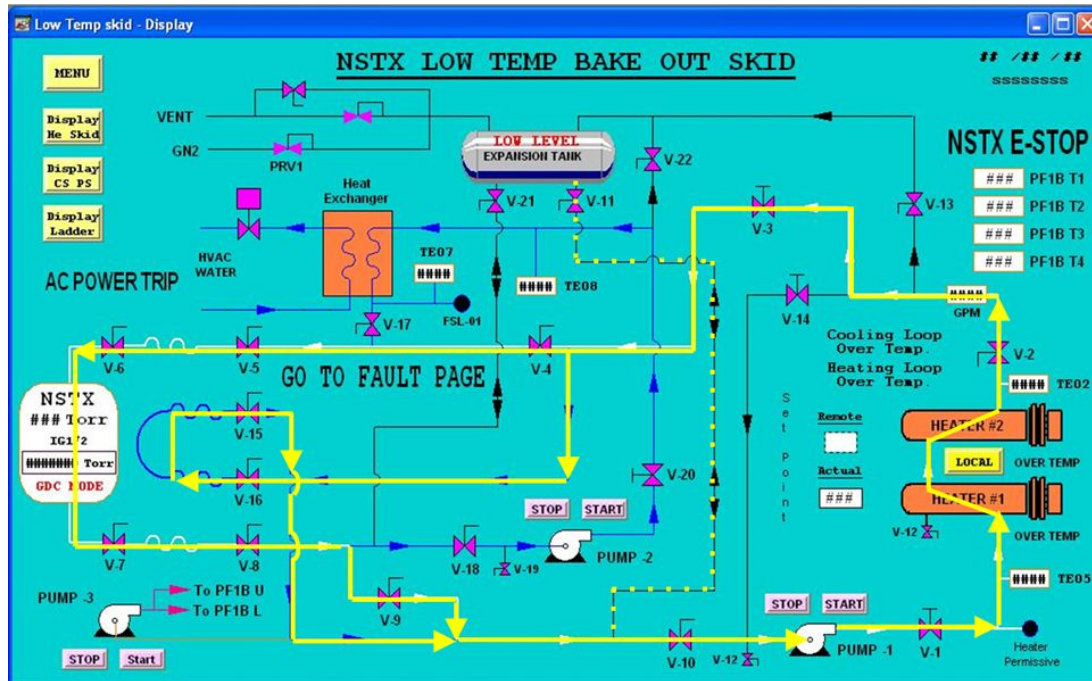 Low Temp skid - Display
NSTX LOW TEMP BAKE OUT SKID
## /## /##
SSSSSSSS
MENU
Display
Ne Skid
Display
CS PS
Display
Ladder
VENT
GN2
PRV1
LOW LEVEL
EXPANSION TANK
V-22
V-21
V-11
V-3
V-13
NSTX E-STOP
### PF1B T1
### PF1B T2
### PF1B T3
### PF1B T4
Heat
Exchanger
HVAC
WATER
TE07
####
FSL-01
#### TE08
V-17
AC POWER TRIP
V-14
####
GPM
V-6
V-5
V-4
V-2
Cooling Loop
Over Temp.
Heating Loop
Over Temp.
#### TE02
GO TO FAULT PAGE
NSTX
### Torr
IG1/2
####### Torr
GDC MODE
V-15
V-16
V-20
Set Point
Remote
Actual
###
HEATER #2
OVER TEMP
LOCAL
HEATER #1
OVER TEMP
V-12
STOP START
PUMP -2
V-7
V-8
V-18
V-19
#### TE05
PUMP -3
To PF1B U
To PF1B L
STOP Start
V-9
V-10
V-12
STOP START
PUMP -1
V-1
Heater
Permissive